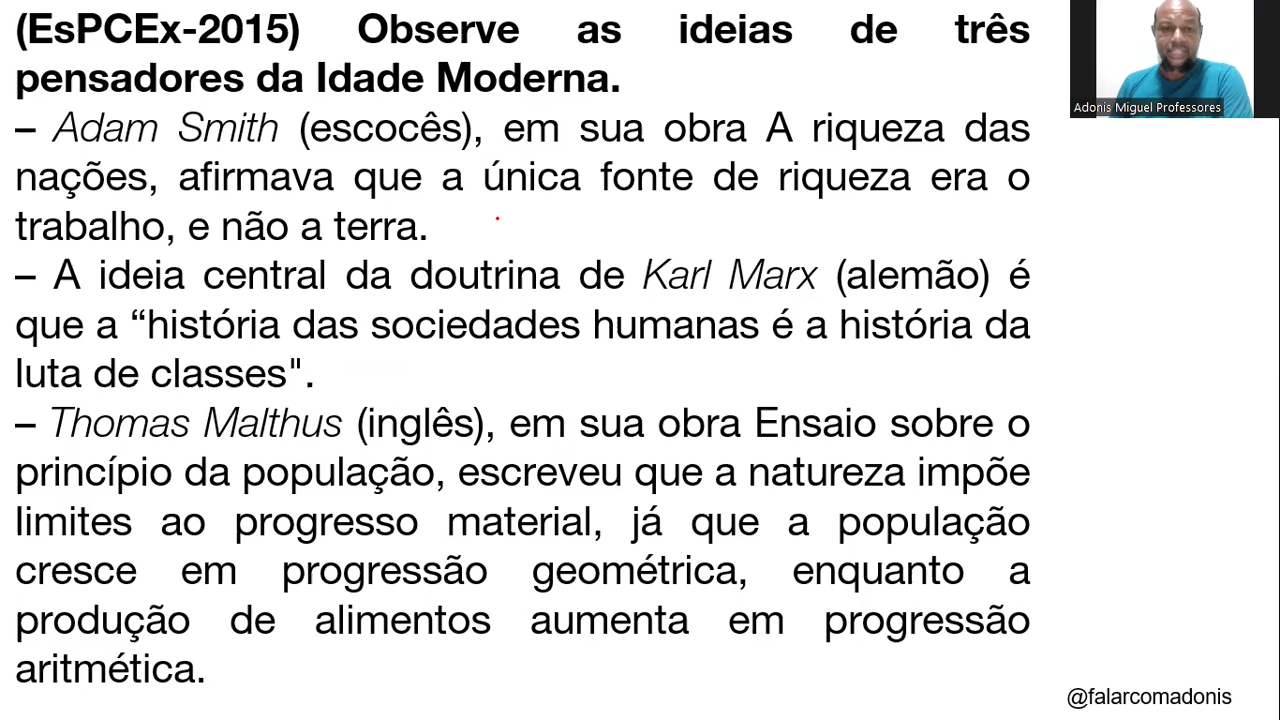 (EsPCEx-2015) Observe as ideias de três
pensadores da Idade Moderna.
– Adam Smith (escocês), em sua obra A riqueza das
nações, afirmava que a única fonte de riqueza era o
trabalho, e não a terra.
– A ideia central da doutrina de Karl Marx (alemão) é
que a “história das sociedades humanas é a história da
luta de classes".
– Thomas Malthus (inglês), em sua obra Ensaio sobre o
princípio da população, escreveu que a natureza impõe
limites ao progresso material, já que a população
cresce em progressão geométrica, enquanto a
produção de alimentos aumenta em progressão
aritmética.
Adonis Miguel Professores
@falarcomadonis